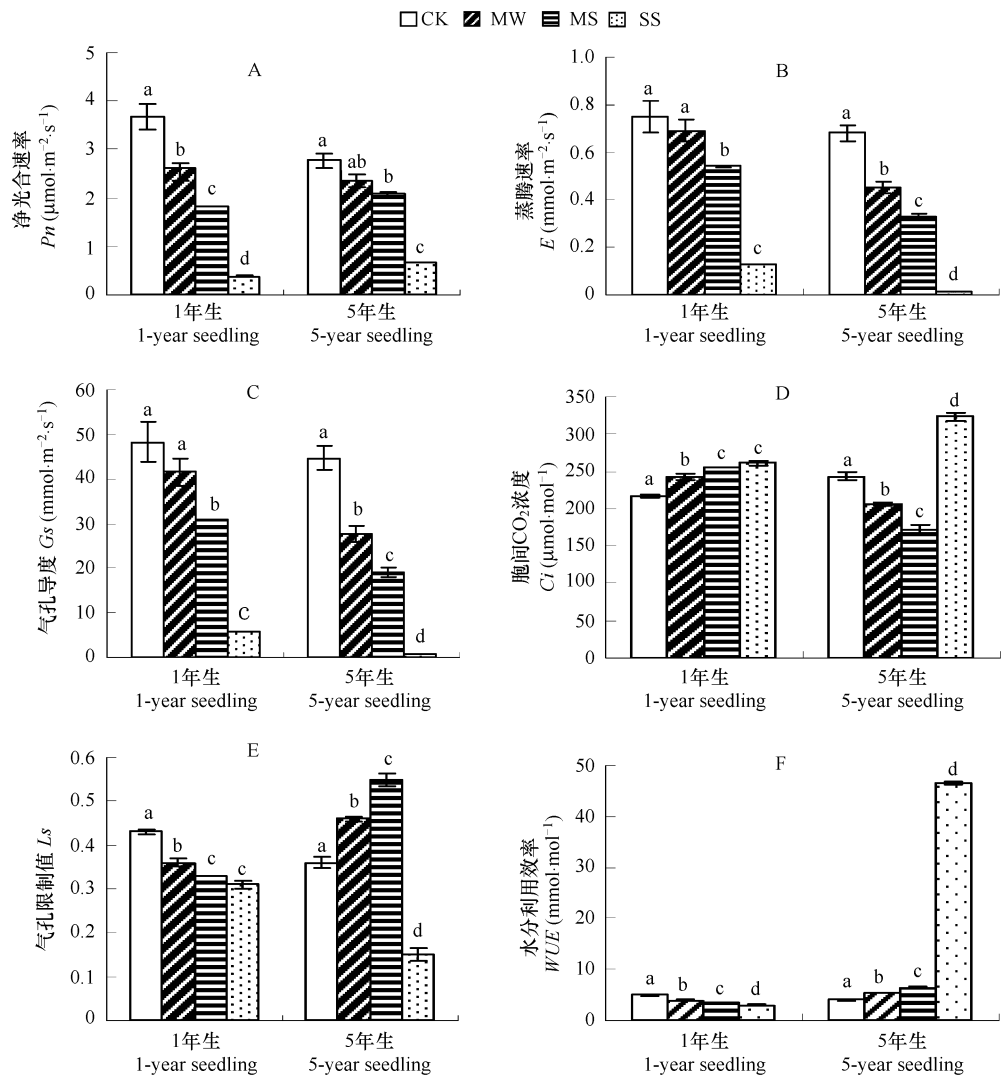 CK MW MS SS
A
净光合速率
Pn (μmol·m⁻²·s⁻¹)
5
4
3
2
1
0
a
b
c
d
a
ab
b
c
1年生
1-year seedling
5年生
5-year seedling
B
蒸腾速率
E (mmol·m⁻²·s⁻¹)
1.0
0.8
0.6
0.4
0.2
0
a
a
b
c
a
b
c
d
1年生
1-year seedling
5年生
5-year seedling
C
气孔导度 Gs (mmol·m⁻²·s⁻¹)
60
50
40
30
20
10
0
a
a
b
C
a
b
c
d
1年生
1-year seedling
5年生
5-year seedling
D
胞间CO₂浓度
Ci (μmol·mol⁻¹)
350
300
250
200
150
100
50
0
a
b
c
c
a
b
c
d
1年生
1-year seedling
5年生
5-year seedling
E
气孔限制值 Ls
0.6
0.5
0.4
0.3
0.2
0.1
0
a
b
c
c
a
b
c
d
1年生
1-year seedling
5年生
5-year seedling
F
水分利用效率
WUE (mmol·mol⁻¹)
50
40
30
20
10
0
a
b
c
d
a
b
c
d
1年生
1-year seedling
5年生
5-year seedling